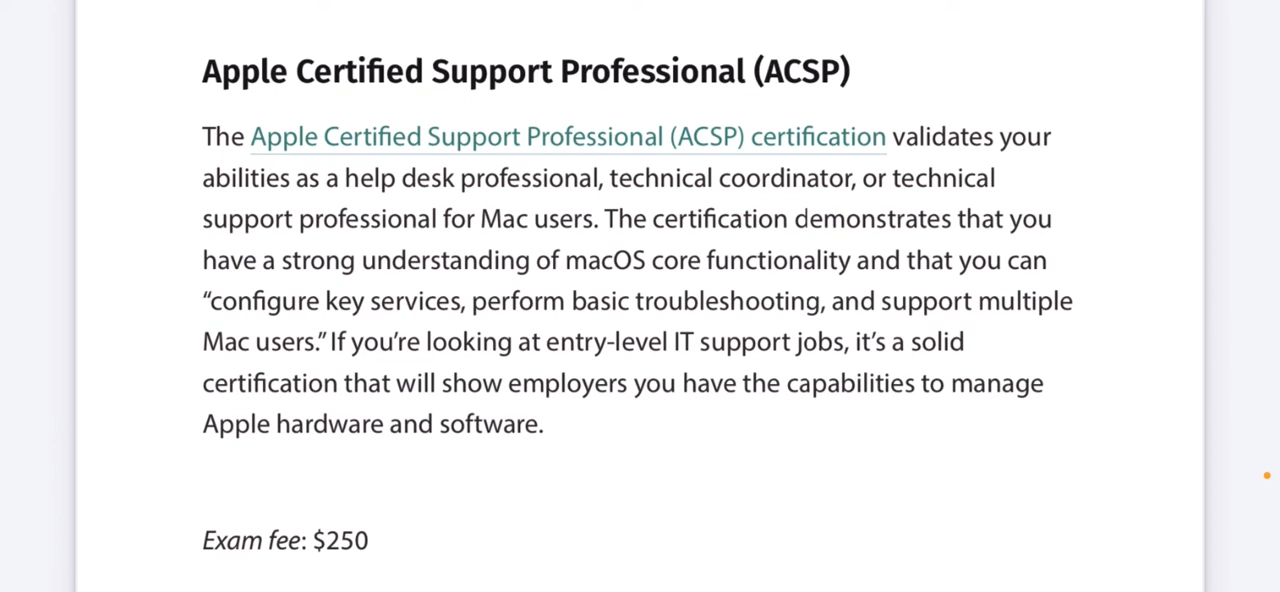 Apple Certified Support Professional (ACSP)
The Apple Certified Support Professional (ACSP) certification validates your
abilities as a help desk professional, technical coordinator, or technical
support professional for Mac users. The certification demonstrates that you
have a strong understanding of macOS core functionality and that you can
“configure key services, perform basic troubleshooting, and support multiple
Mac users.” If you’re looking at entry-level IT support jobs, it’s a solid
certification that will show employers you have the capabilities to manage
Apple hardware and software.
Exam fee: $250